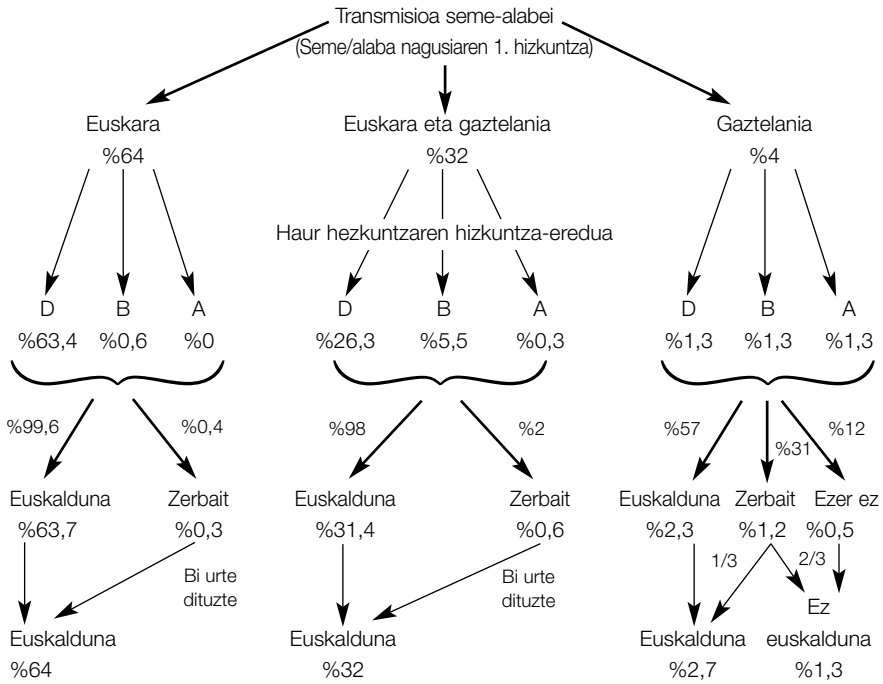 Transmisioa seme-alabei
(Seme/alaba nagusiaren 1. hizkuntza)
Euskara Euskara eta gaztelania Gaztelania
%64 %32 %4
Haur hezkuntzaren hizkuntza-eredua
D B A D B A D B A
%63,4 %0,6 %0 %26,3 %5,5 %0,3 %1,3 %1,3 %1,3
%99,6 %0,4 %98 %2 %57 %31 %12
Euskalduna Zerbait Euskalduna Zerbait Euskalduna Zerbait Ezer ez
%63,7 %0,3 %31,4 %0,6 %2,3 %1,2 %0,5
Bi urte Bi urte 1/3 2/3
dituzte dituzte
Ez
Euskalduna Euskalduna Euskalduna euskalduna
%64 %32 %2,7 %1,3